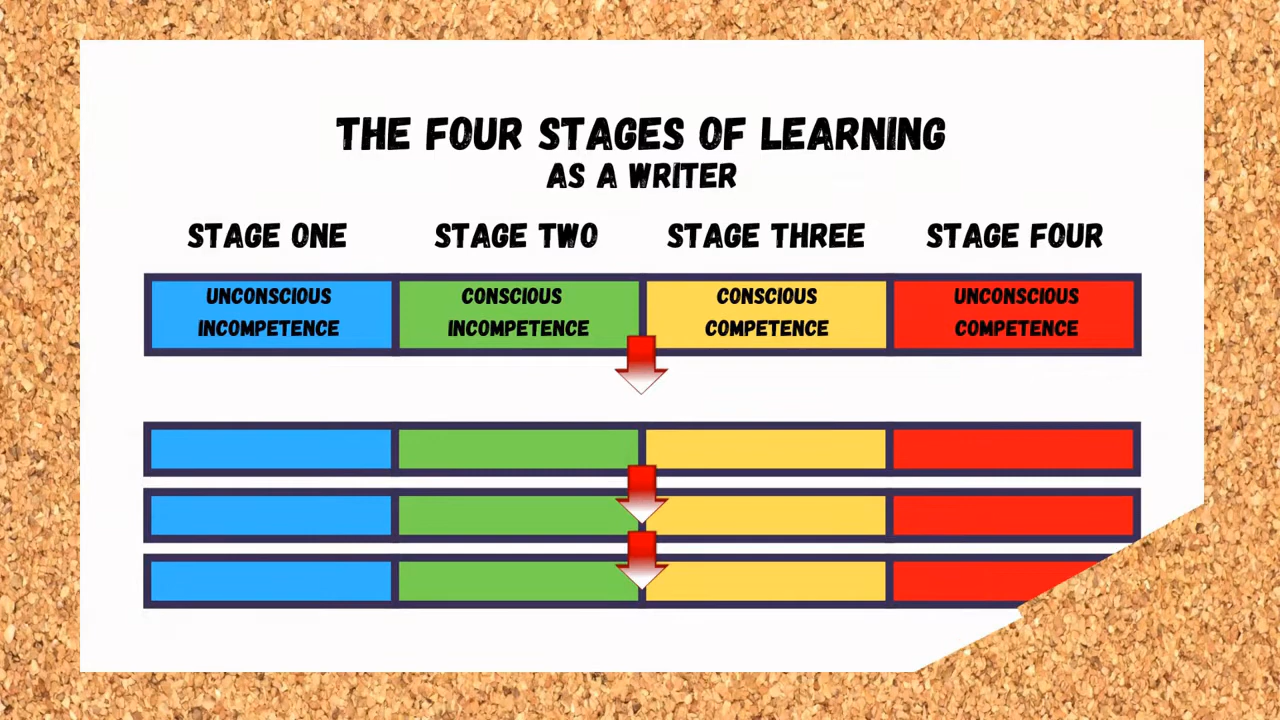 THE FOUR STAGES OF LEARNING
AS A WRITER
STAGE ONE STAGE TWO STAGE THREE STAGE FOUR
UNCONSCIOUS CONSCIOUS CONSCIOUS UNCONSCIOUS
INCOMPETENCE INCOMPETENCE COMPETENCE COMPETENCE